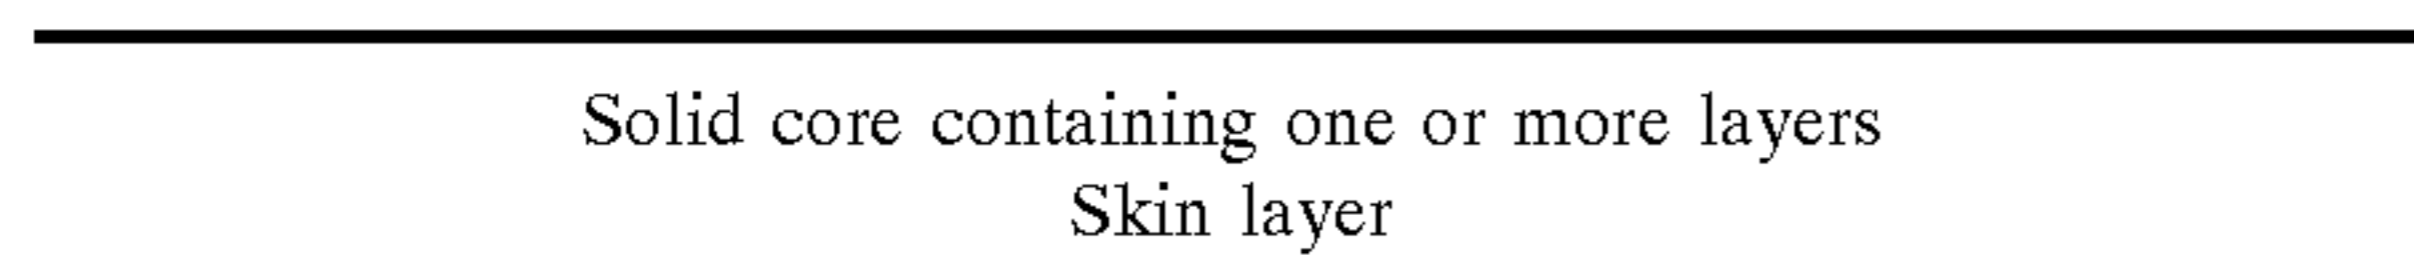 Solid core containing one or more layers
Skin layer